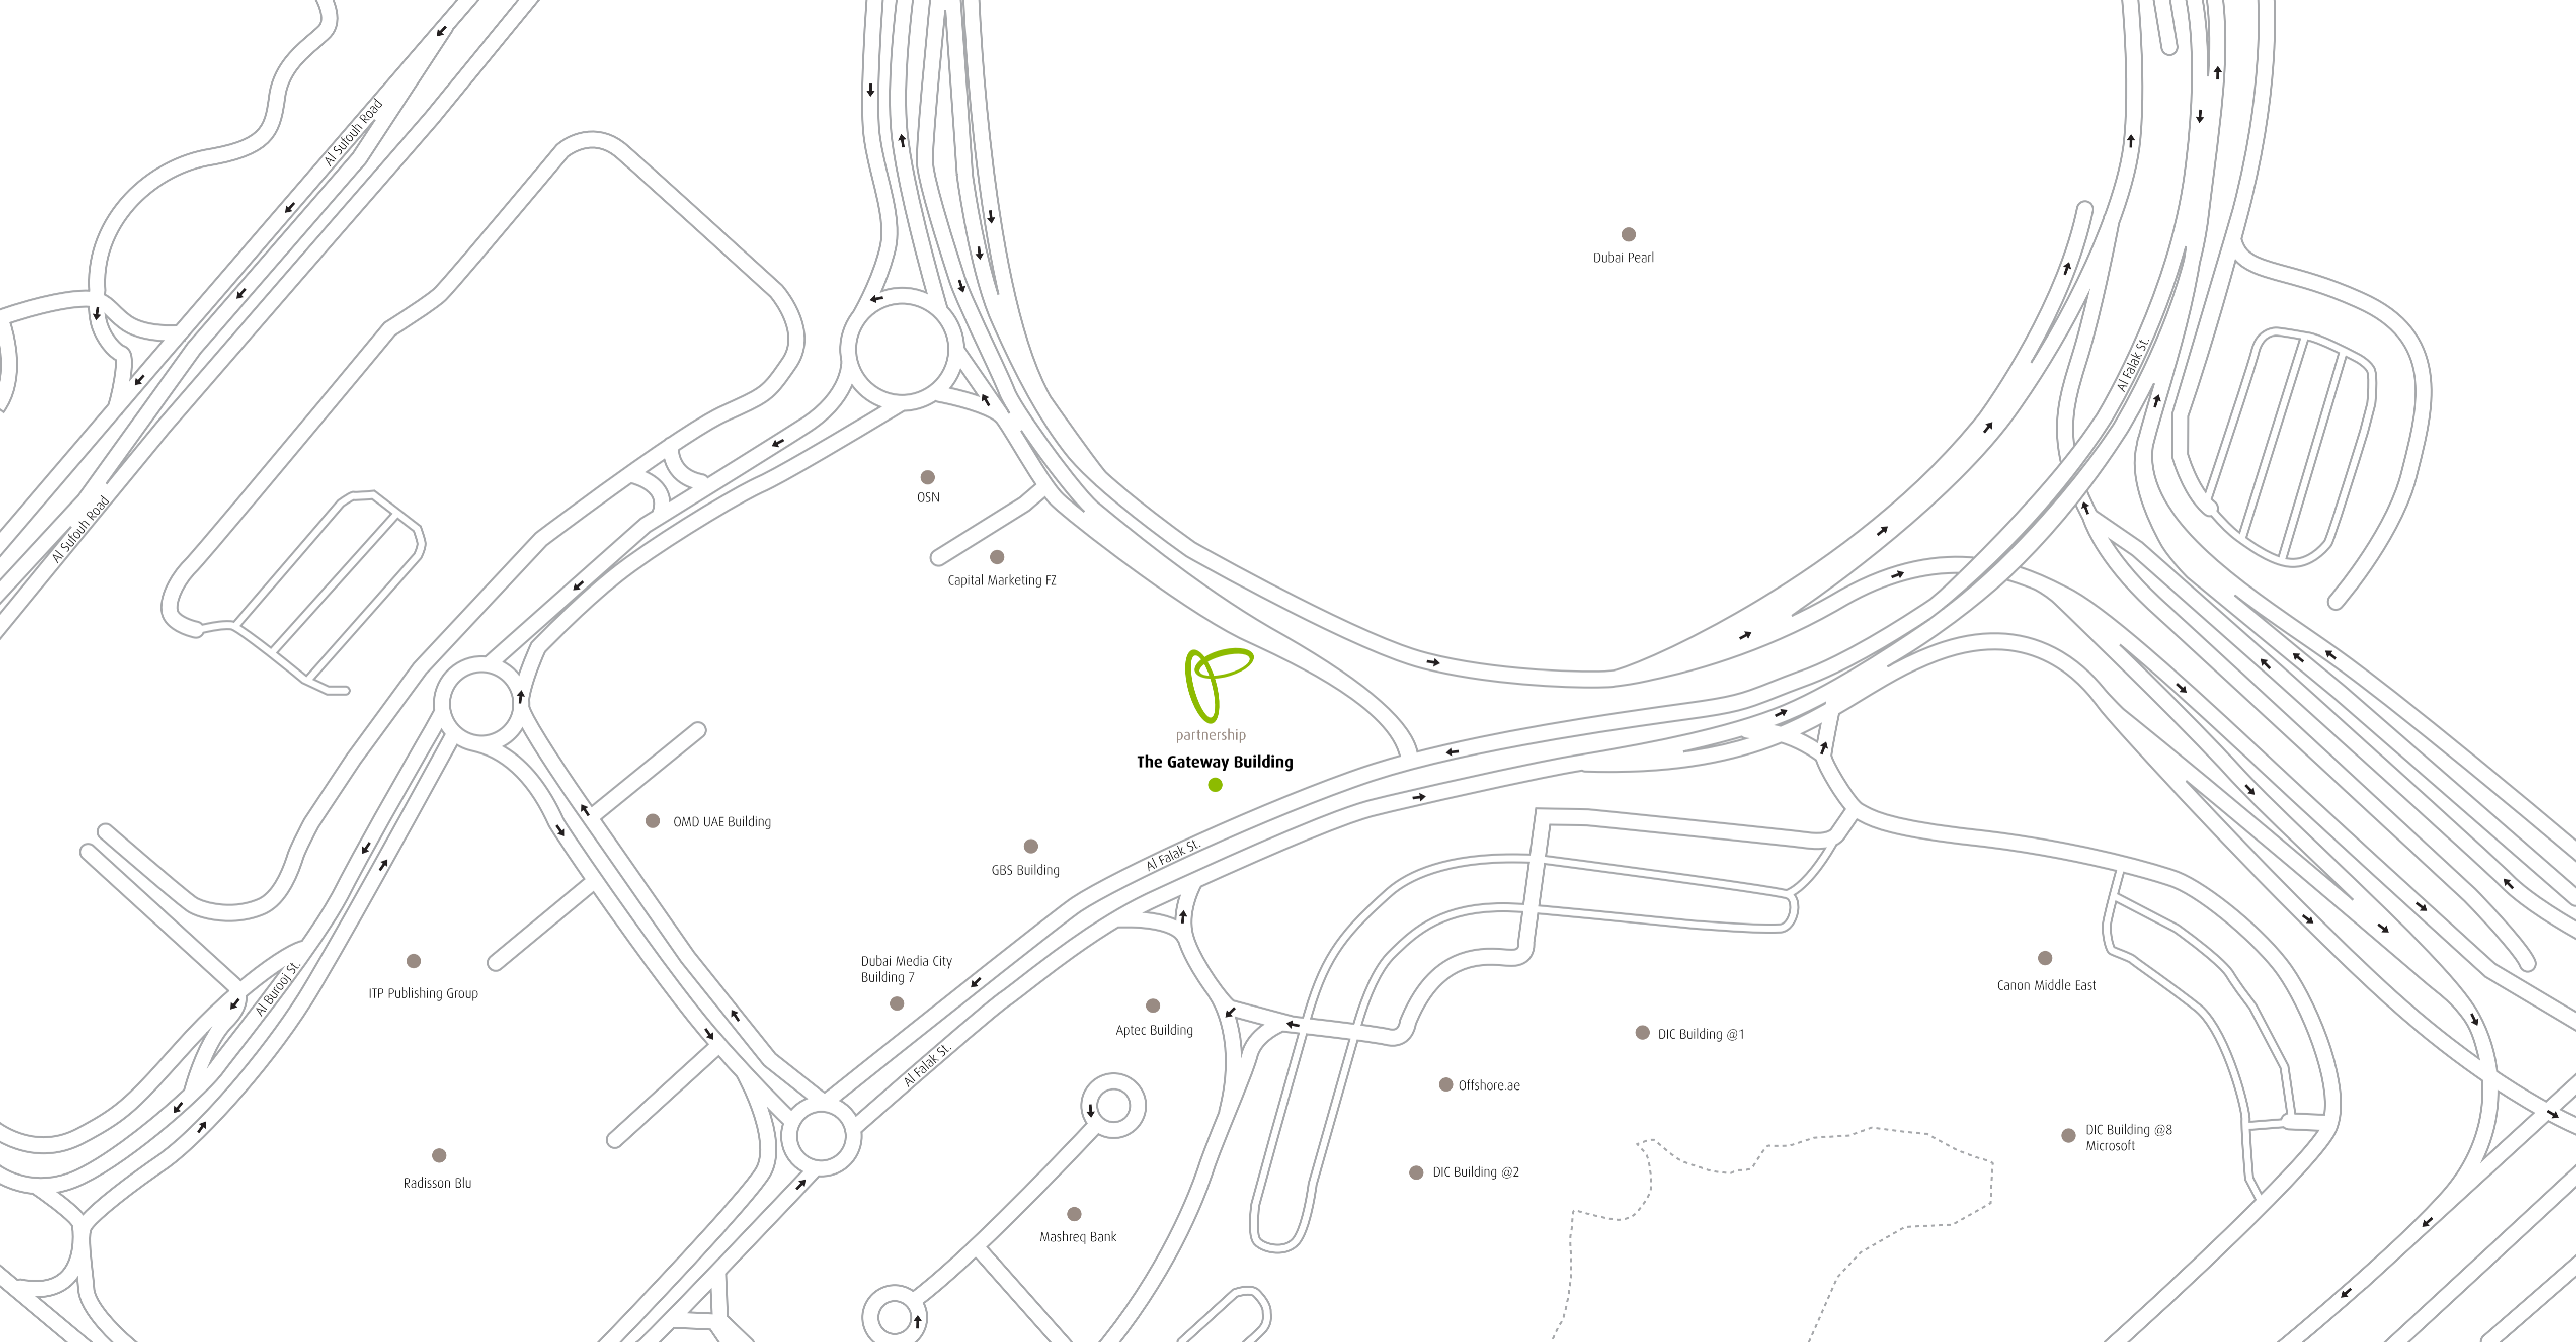 Al Sufouh Road
Dubai Pearl
Al Falak St.
OSN
Al Sufouh Road
Capital Marketing FZ
partnership
The Gateway Building
OMD UAE Building
GBS Building
Al Falak St.
Dubai Media City
Building 7
ITP Publishing Group
Al Burooj St.
Canon Middle East
Aptec Building
DIC Building @1
Al Falak St.
Offshore.ae
DIC Building @8
Microsoft
DIC Building @2
Radisson Blu
Mashreq Bank